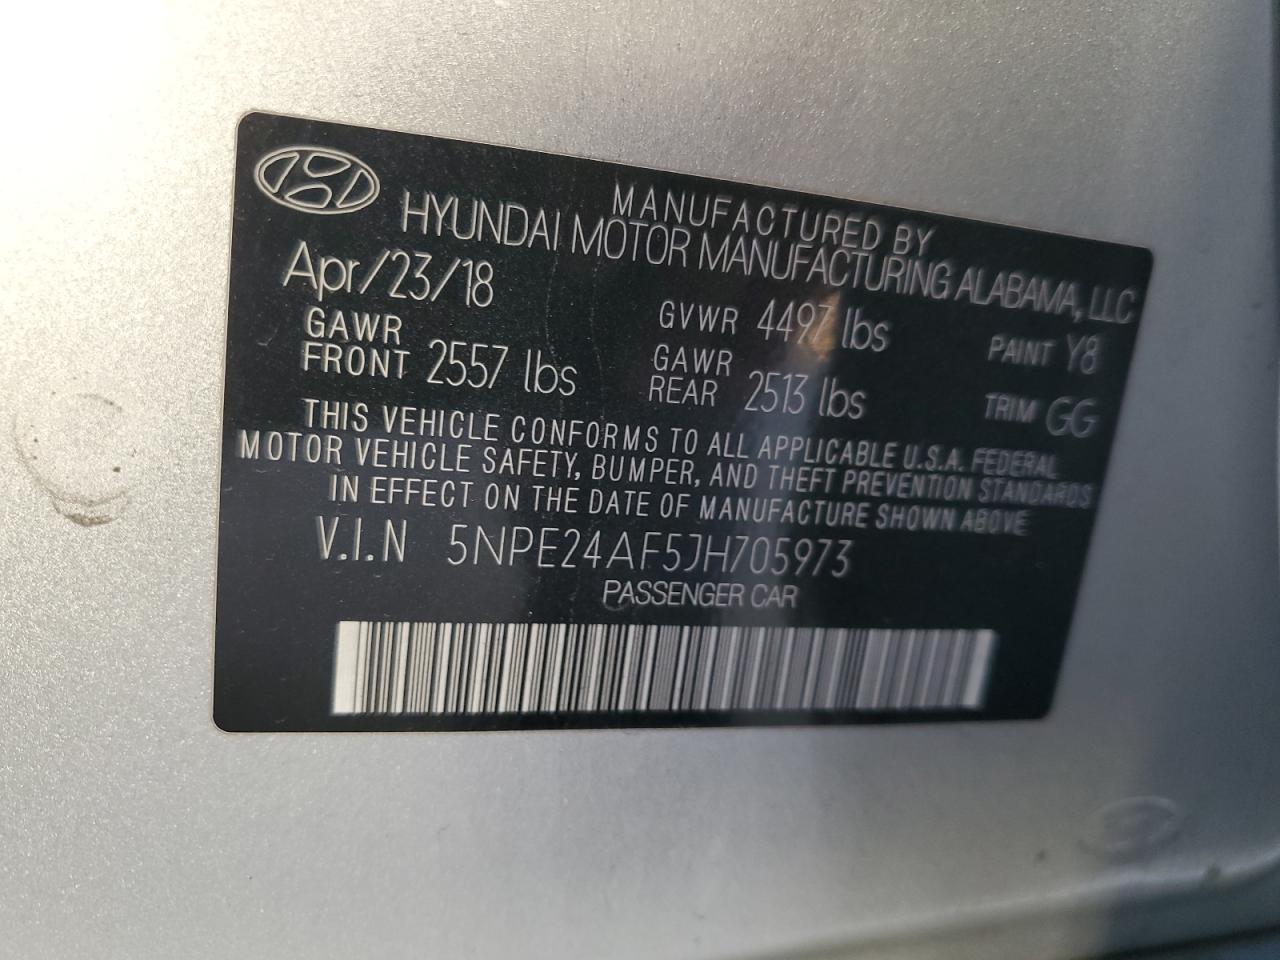 MANUFACTURED BY
HYUNDAI MOTOR MANUFACTURING ALABAMA, LLC
Apr/23/18
GVWR 4497 lbs
PAINT Y8
GAWR
FRONT 2557 lbs
GAWR
REAR 2513 lbs
TRIM GG
THIS VEHICLE CONFORMS TO ALL APPLICABLE U.S.A. FEDERAL
MOTOR VEHICLE SAFETY, BUMPER, AND THEFT PREVENTION STANDARDS
IN EFFECT ON THE DATE OF MANUFACTURE SHOWN ABOVE
V.I.N 5NPE24AF5JH705973
PASSENGER CAR